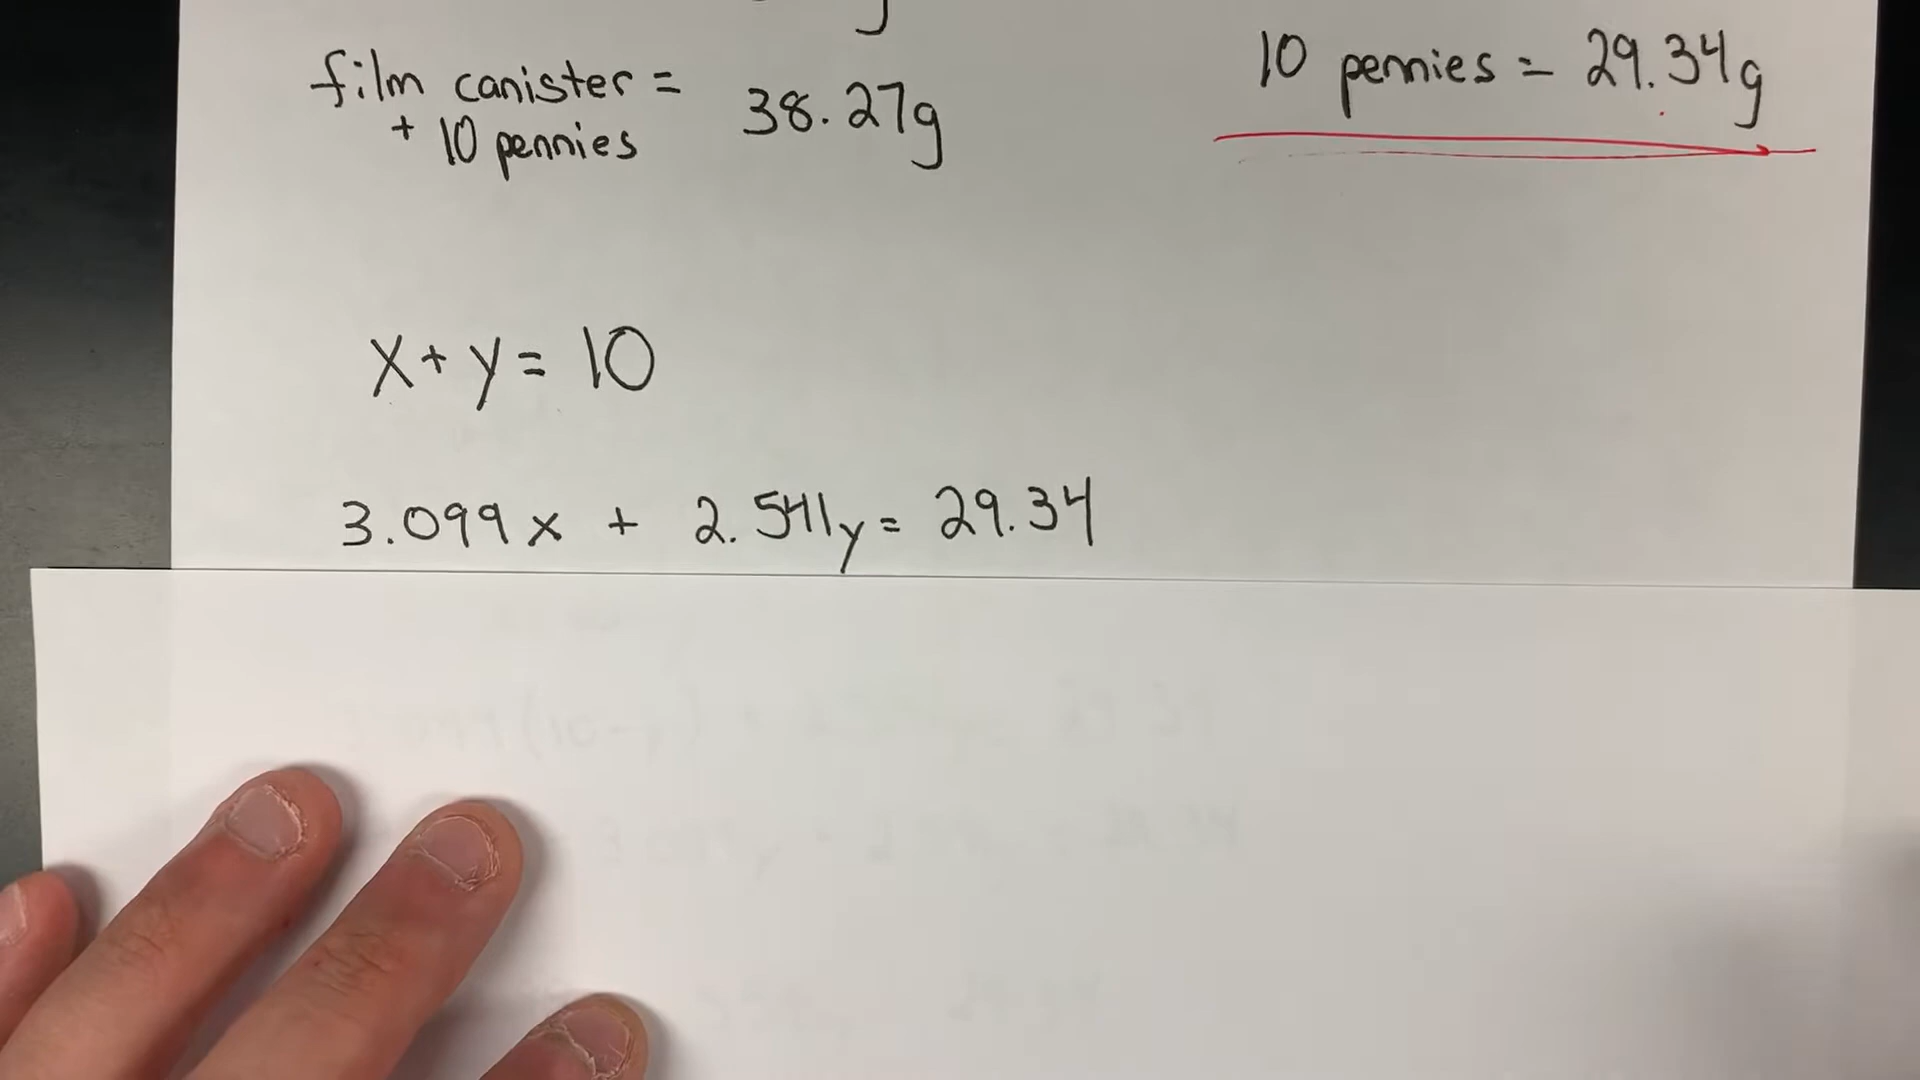 film canister = 38.27g
+ 10 pennies
10 pennies = 29.34g
x + y = 10
3.099x + 2.541y = 29.34